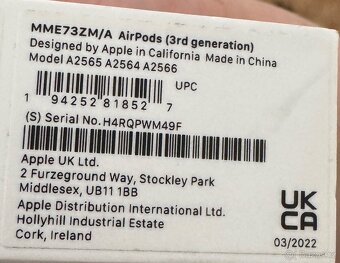 MME73ZM/A AirPods (3rd generation)
Designed by Apple in California Made in China
Model A2565 A2564 A2566
UPC
1 94252 81852 7
(S) Serial No.H4RQPWM49F
Apple UK Ltd.
2 Furzeground Way, Stockley Park
Middlesex, UB11 1BB
Apple Distribution International Ltd.
Hollyhill Industrial Estate
Cork, Ireland
UK
CA
03/2022